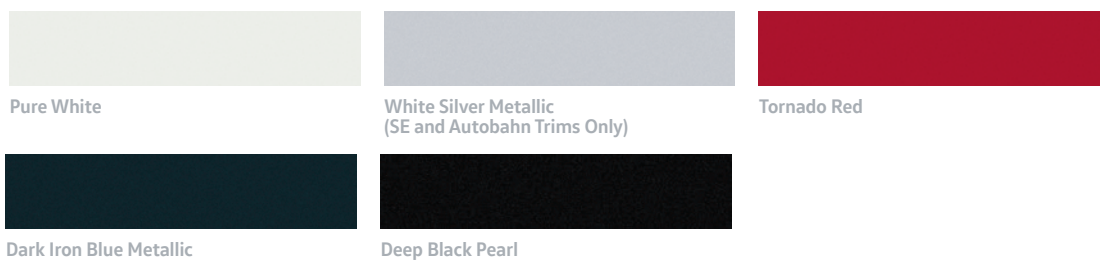 Pure White
White Silver Metallic
(SE and Autobahn Trims Only)
Tornado Red
Dark Iron Blue Metallic
Deep Black Pearl